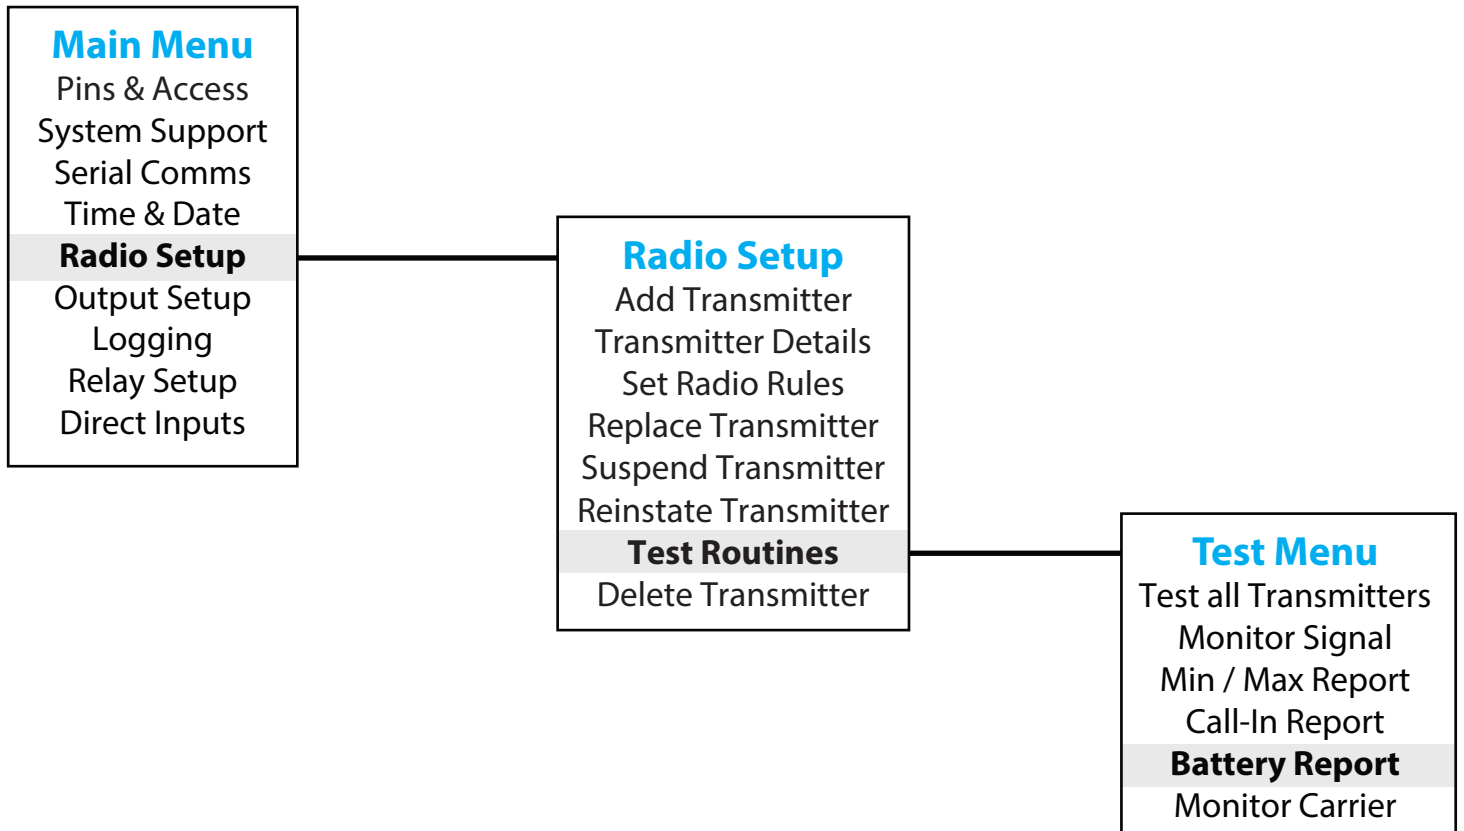 Main Menu
Pins & Access
System Support
Serial Comms
Time & Date
Radio Setup
Output Setup
Logging
Relay Setup
Direct Inputs
Radio Setup
Add Transmitter
Transmitter Details
Set Radio Rules
Replace Transmitter
Suspend Transmitter
Reinstate Transmitter
Test Routines
Delete Transmitter
Test Menu
Test all Transmitters
Monitor Signal
Min / Max Report
Call-In Report
Battery Report
Monitor Carrier